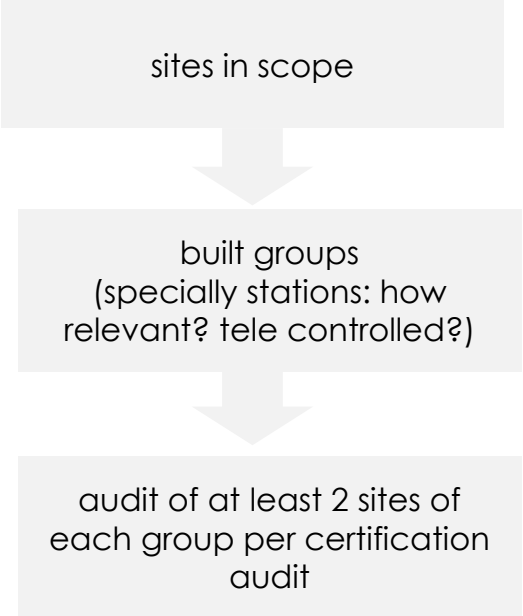 sites in scope
built groups
(specially stations: how
relevant? tele controlled?)
audit of at least 2 sites of
each group per certification
audit